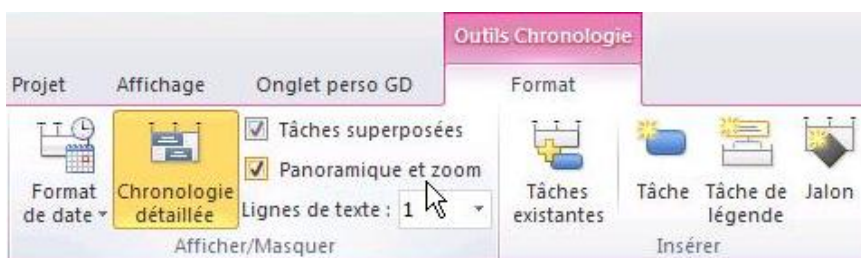 Outils Chronologie
Projet Affichage Onglet perso GD Format
Format de date
Chronologie détaillée
Tâches superposées
Panoramique et zoom
Lignes de texte : 1
Afficher/Masquer
Tâches existantes
Tâche
Tâche de légende
Jalon
Insérer